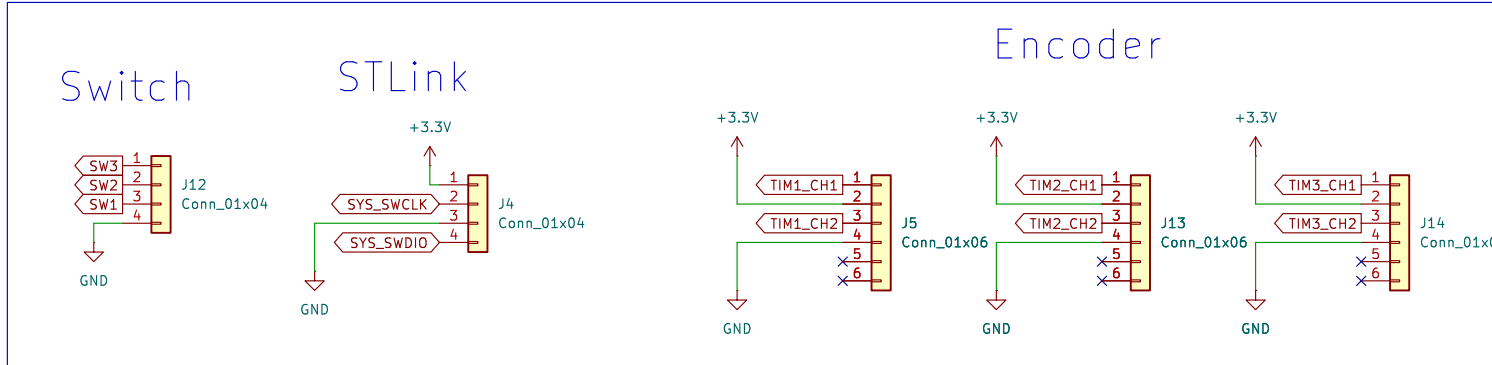 Switch
SW3
SW2
SW1
1
2
3
4
J12
Conn_01x04
GND
STLink
+3.3V
SYS_SWCLK
SYS_SWDIO
1
2
3
4
J4
Conn_01x04
GND
Encoder
+3.3V
TIM1_CH1
TIM1_CH2
1
2
3
4
5
6
J5
Conn_01x06
GND
+3.3V
TIM2_CH1
TIM2_CH2
1
2
3
4
5
6
J13
Conn_01x06
GND
+3.3V
TIM3_CH1
TIM3_CH2
1
2
3
4
5
6
J14
GND